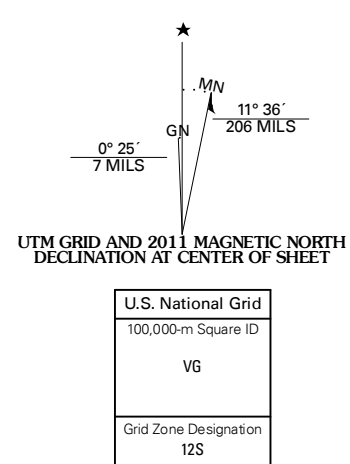 ★
MN
11° 36´
206 MILS
GN
0° 25´
7 MILS
UTM GRID AND 2011 MAGNETIC NORTH
DECLINATION AT CENTER OF SHEET
U.S. National Grid
100,000-m Square ID
VG
Grid Zone Designation
12S